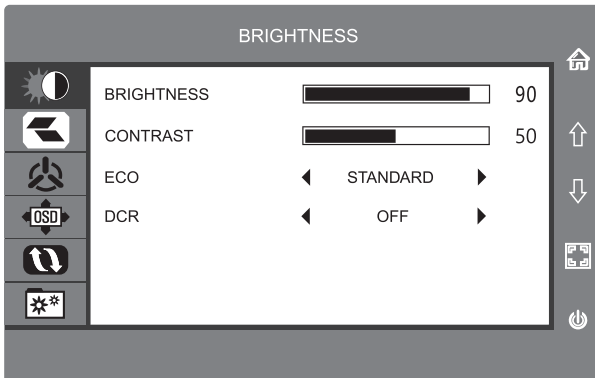 BRIGHTNESS
BRIGHTNESS 90
CONTRAST 50
ECO STANDARD
DCR OFF
OSD